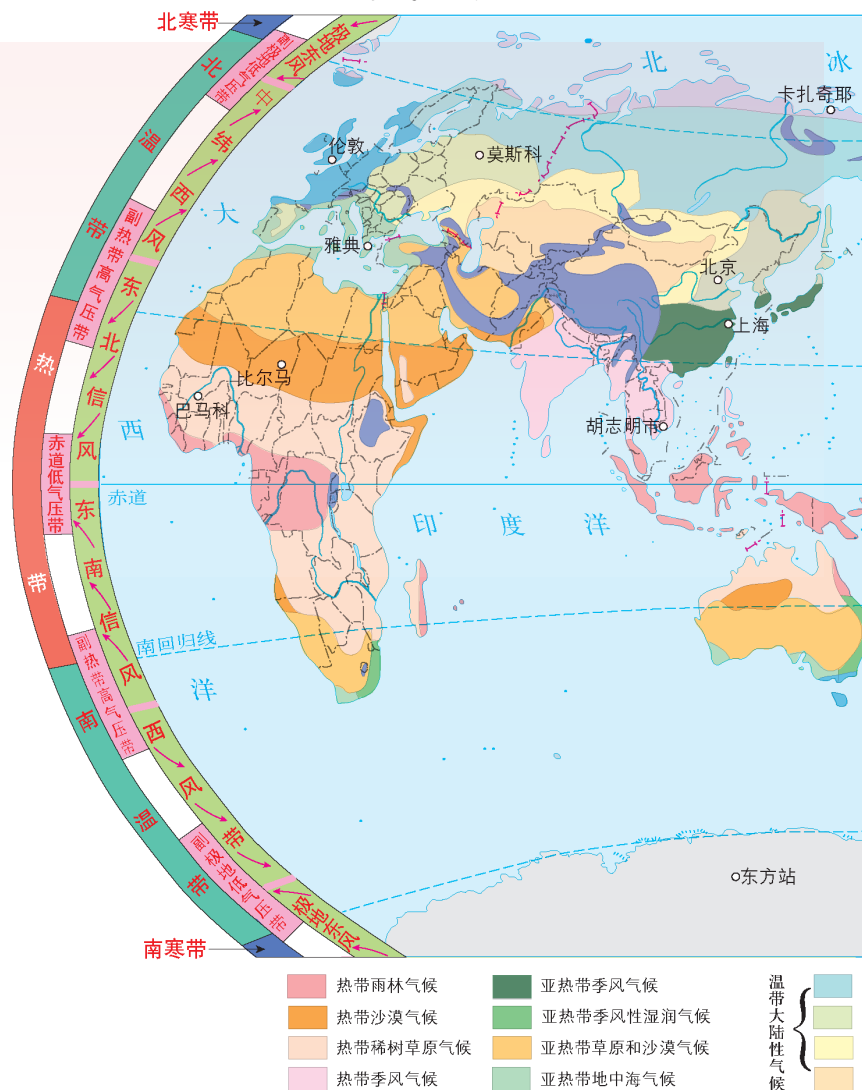 北寒带
极地东风
副极地低气压带
中纬西风
北温带
副热带高气压带
东北信风
热带
赤道低气压带
东南信风
副热带高气压带
南温带
西风带
副极地低气压带
极地东风
南寒带
北冰
卡扎奇耶
伦敦
莫斯科
大西洋
雅典
北京
上海
比尔马
巴马科
胡志明市
赤道
印度洋
南回归线
东方站
热带雨林气候
热带沙漠气候
热带稀树草原气候
热带季风气候
亚热带季风气候
亚热带季风性湿润气候
亚热带草原和沙漠气候
亚热带地中海气候
温带大陆性气候